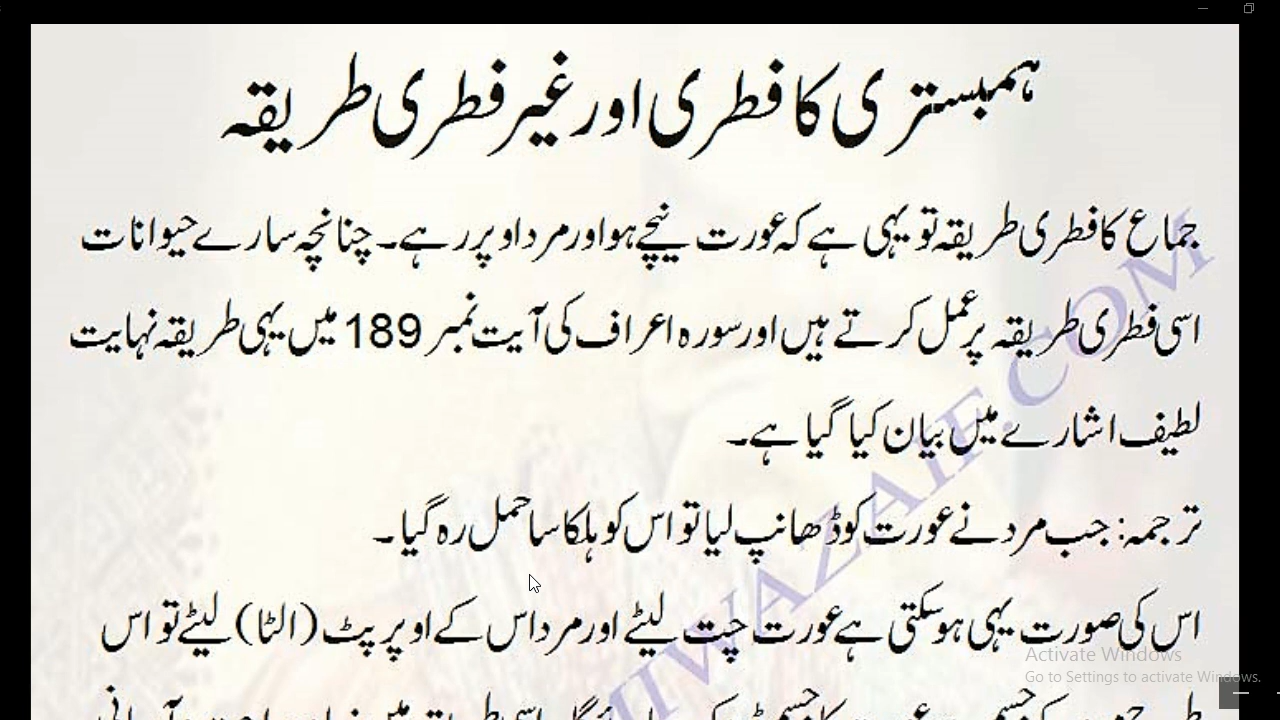 ہمبستری کا فطری اور غیر فطری طریقہ
جماع کا فطری طریقہ تو یہی ہے کہ عورت نیچے ہو اور مرد اوپر رہے۔ چنانچہ سارے حیوانات
اسی فطری طریقہ پر عمل کرتے ہیں اور سورہ اعراف کی آیت نمبر 189 میں یہی طریقہ نہایت
لطیف اشارے میں بیان کیا گیا ہے۔
ترجمہ: جب مرد نے عورت کو ڈھانپ لیا تو اس کو ہلکا سا حمل رہ گیا۔
اس کی صورت یہی ہو سکتی ہے عورت چت لیٹے اور مرد اس کے اوپر پٹ (الٹا) لیٹے تو اس
IWAZAIF.COM
Activate Windows
Go to Settings to activate Windows.